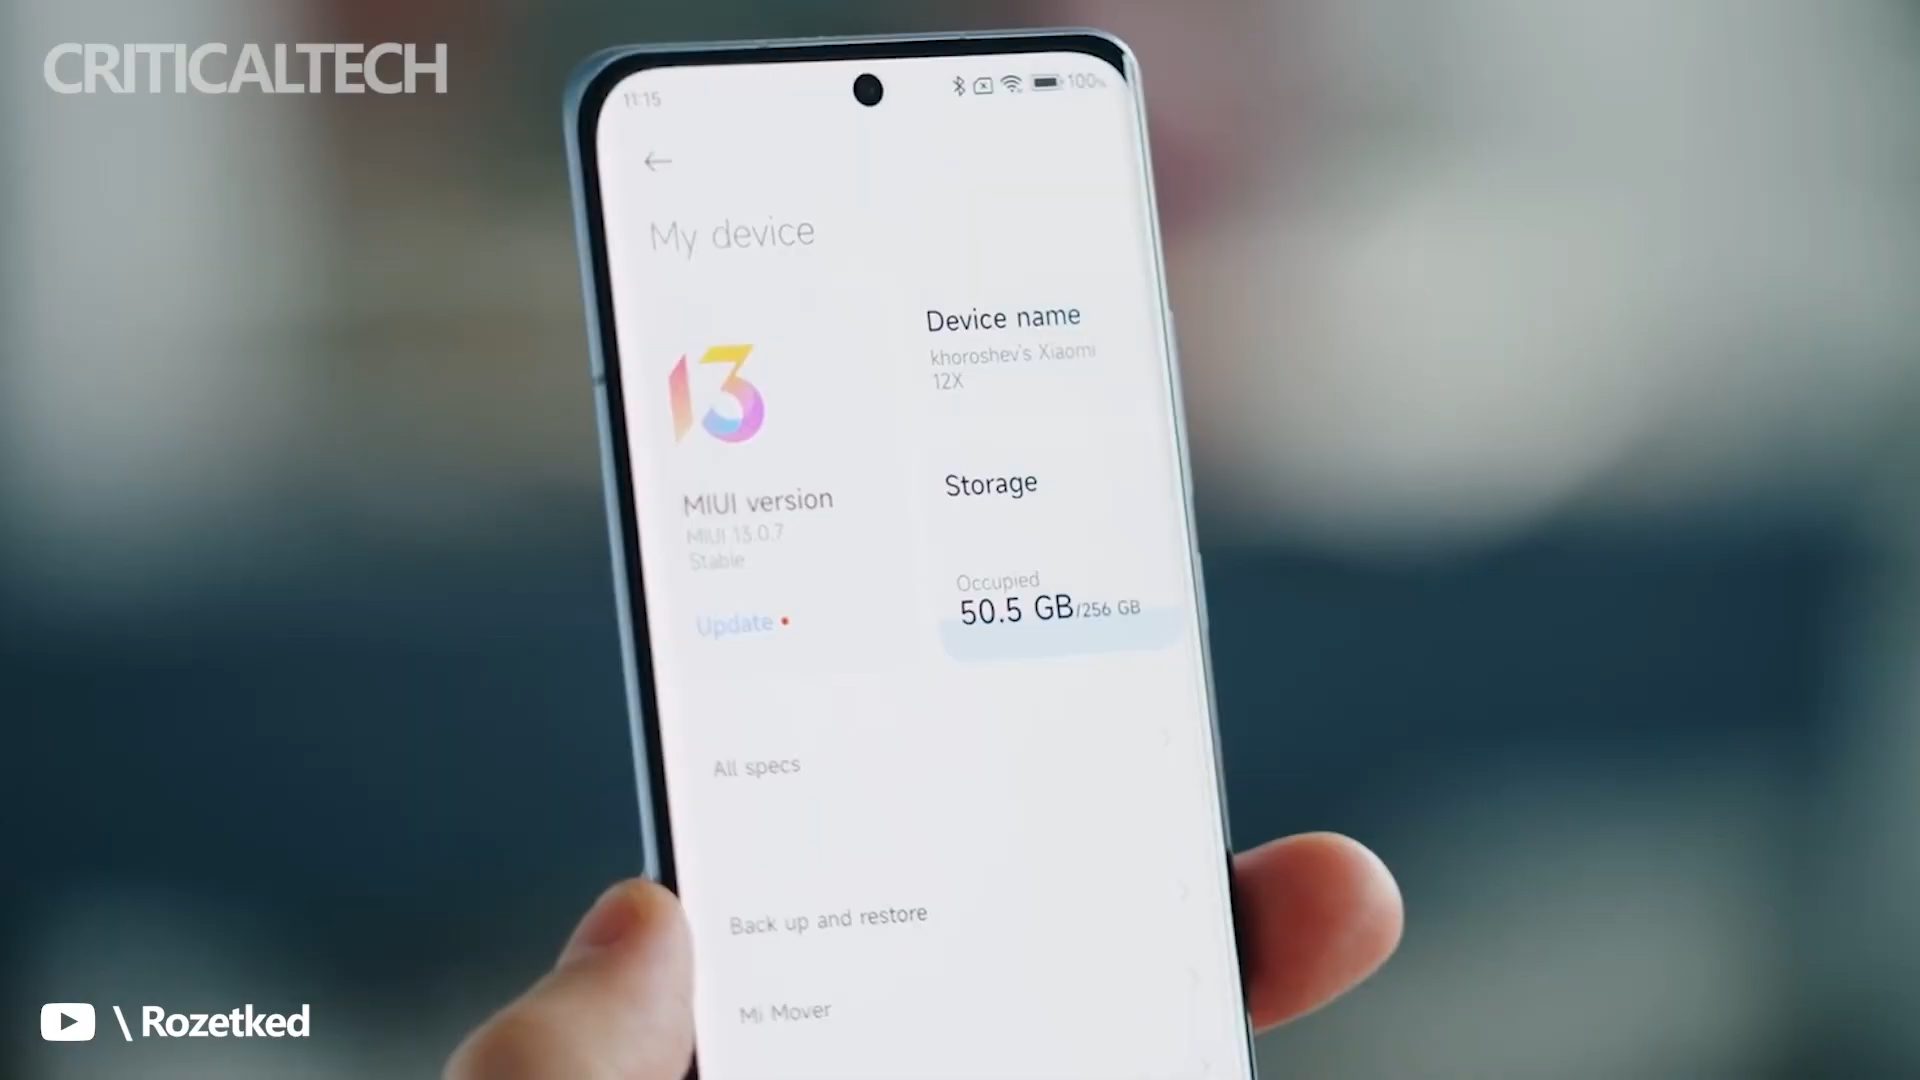 CRITICALTECH
11:15
100%
My device
13
Device name
khoroshev's Xiaomi
12X
MIUI version
MIUI 13.0.7
Stable
Update
Storage
Occupied
50.5 GB/256 GB
All specs
Back up and restore
Mi Mover
\ Rozetked